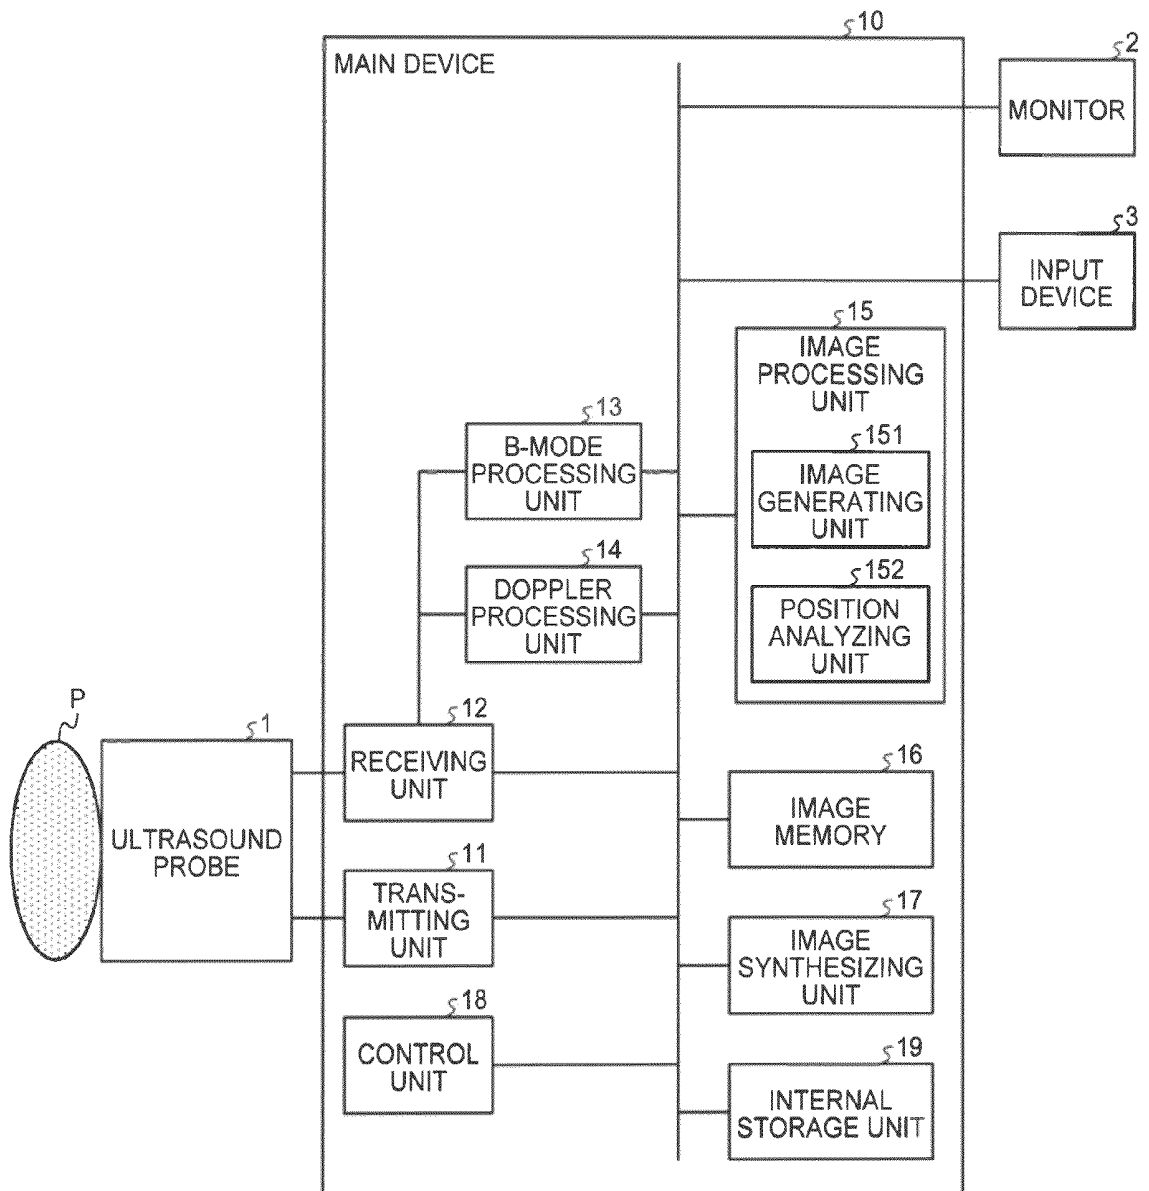 10
MAIN DEVICE
2
MONITOR
3
INPUT
DEVICE
15
IMAGE
PROCESSING
UNIT
151
IMAGE
GENERATING
UNIT
152
POSITION
ANALYZING
UNIT
13
B-MODE
PROCESSING
UNIT
14
DOPPLER
PROCESSING
UNIT
P
1
ULTRASOUND
PROBE
12
RECEIVING
UNIT
11
TRANS-
MITTING
UNIT
18
CONTROL
UNIT
16
IMAGE
MEMORY
17
IMAGE
SYNTHESIZING
UNIT
19
INTERNAL
STORAGE UNIT